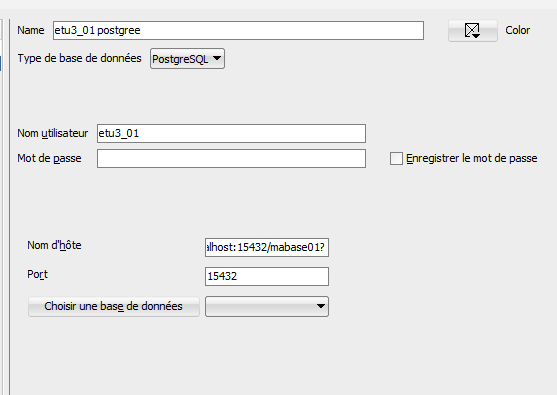 Name etu3_01 postgree Color
Type de base de données PostgreSQL
Nom utilisateur etu3_01
Mot de passe Enregistrer le mot de passe
Nom d'hôte alhost:15432/mabase01?
Port 15432
Choisir une base de données